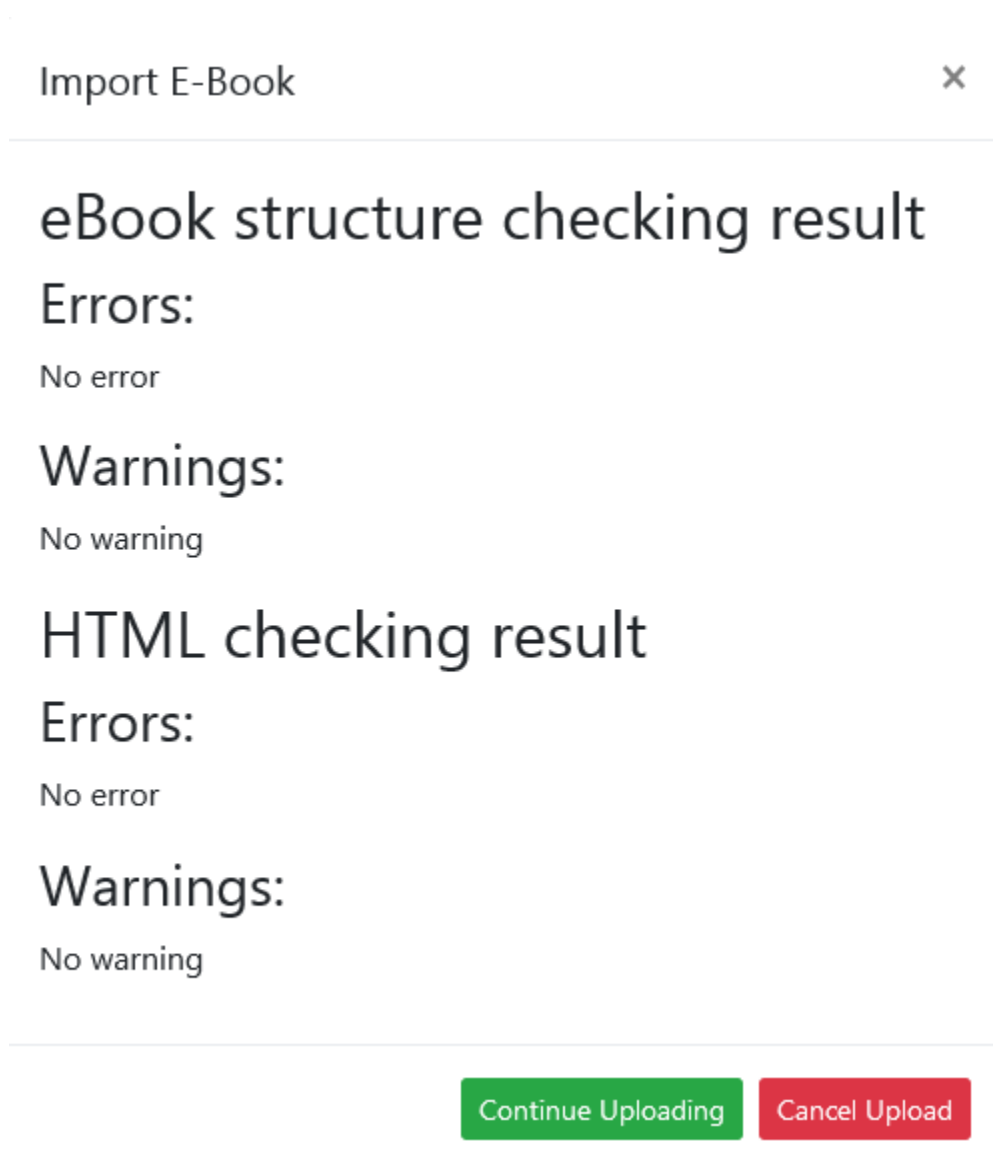 Import E-Book ×
eBook structure checking result
Errors:
No error
Warnings:
No warning
HTML checking result
Errors:
No error
Warnings:
No warning
Continue Uploading Cancel Upload